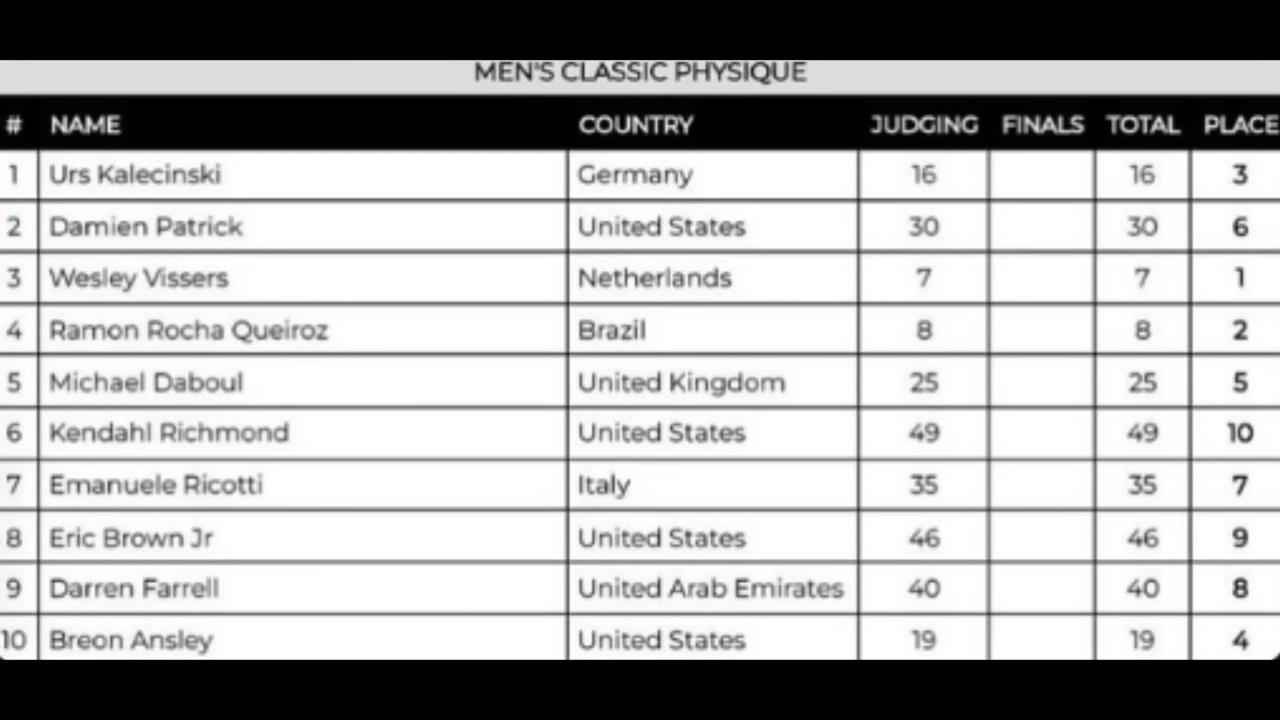 MEN'S CLASSIC PHYSIQUE
# NAME COUNTRY JUDGING FINALS TOTAL PLACE
1 Urs Kalecinski Germany 16 16 3
2 Damien Patrick United States 30 30 6
3 Wesley Vissers Netherlands 7 7 1
4 Ramon Rocha Queiroz Brazil 8 8 2
5 Michael Daboul United Kingdom 25 25 5
6 Kendahl Richmond United States 49 49 10
7 Emanuele Ricotti Italy 35 35 7
8 Eric Brown Jr United States 46 46 9
9 Darren Farrell United Arab Emirates 40 40 8
10 Breon Ansley United States 19 19 4